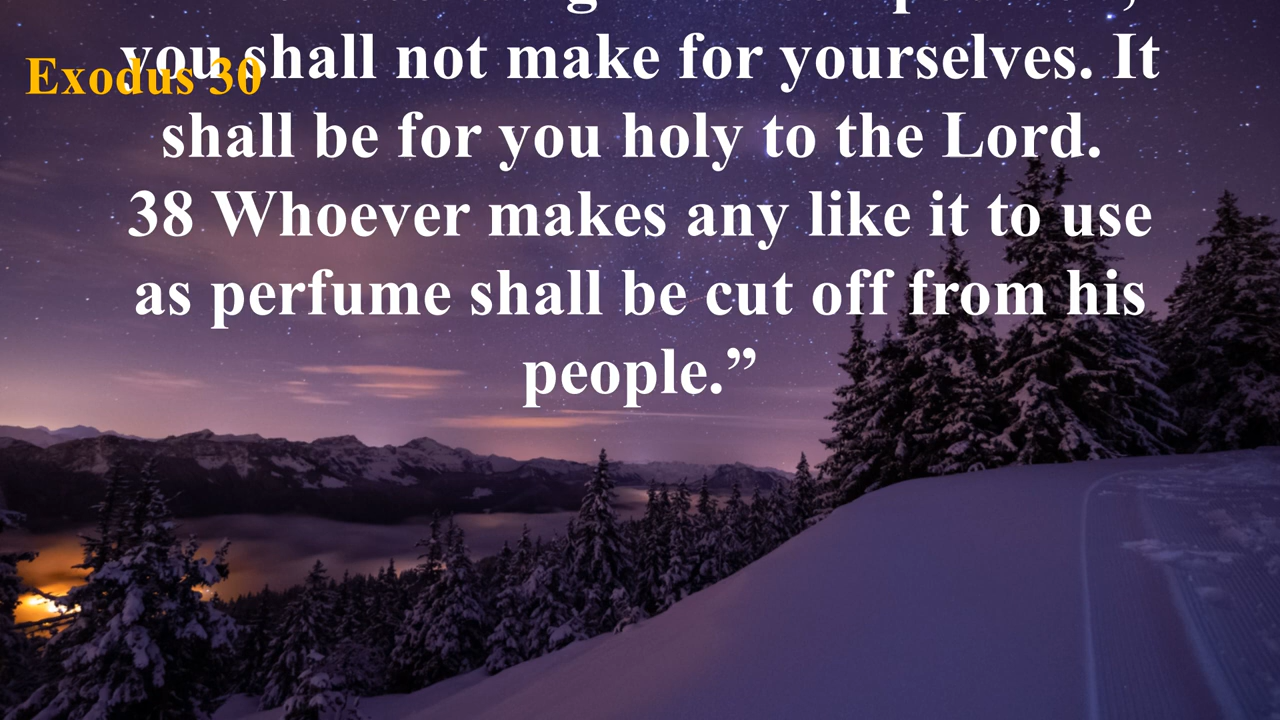 you shall not make for yourselves. It
Exodus 30
shall be for you holy to the Lord.
38 Whoever makes any like it to use
as perfume shall be cut off from his
people.”